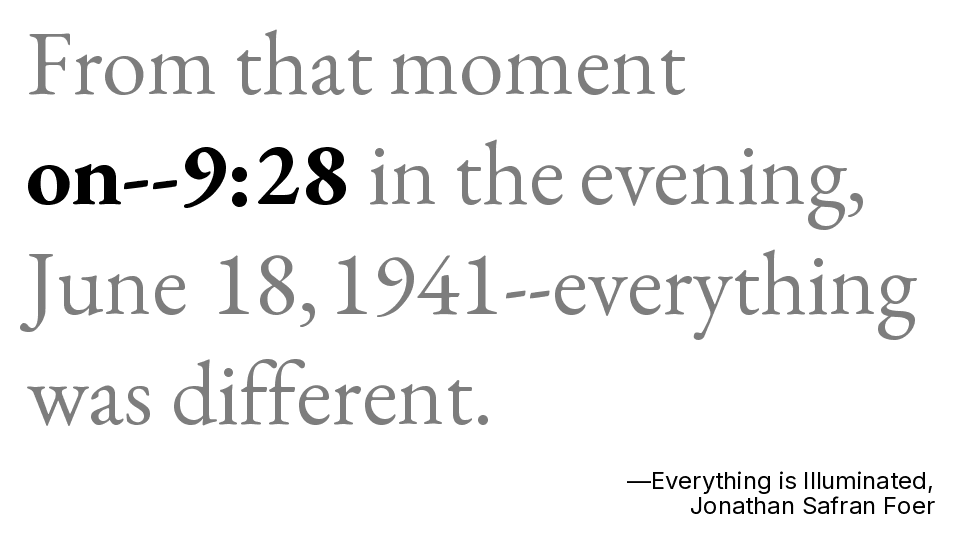 From that moment
on--9:28 in the evening,
June 18, 1941--everything
was different.
—Everything is Illuminated,
Jonathan Safran Foer